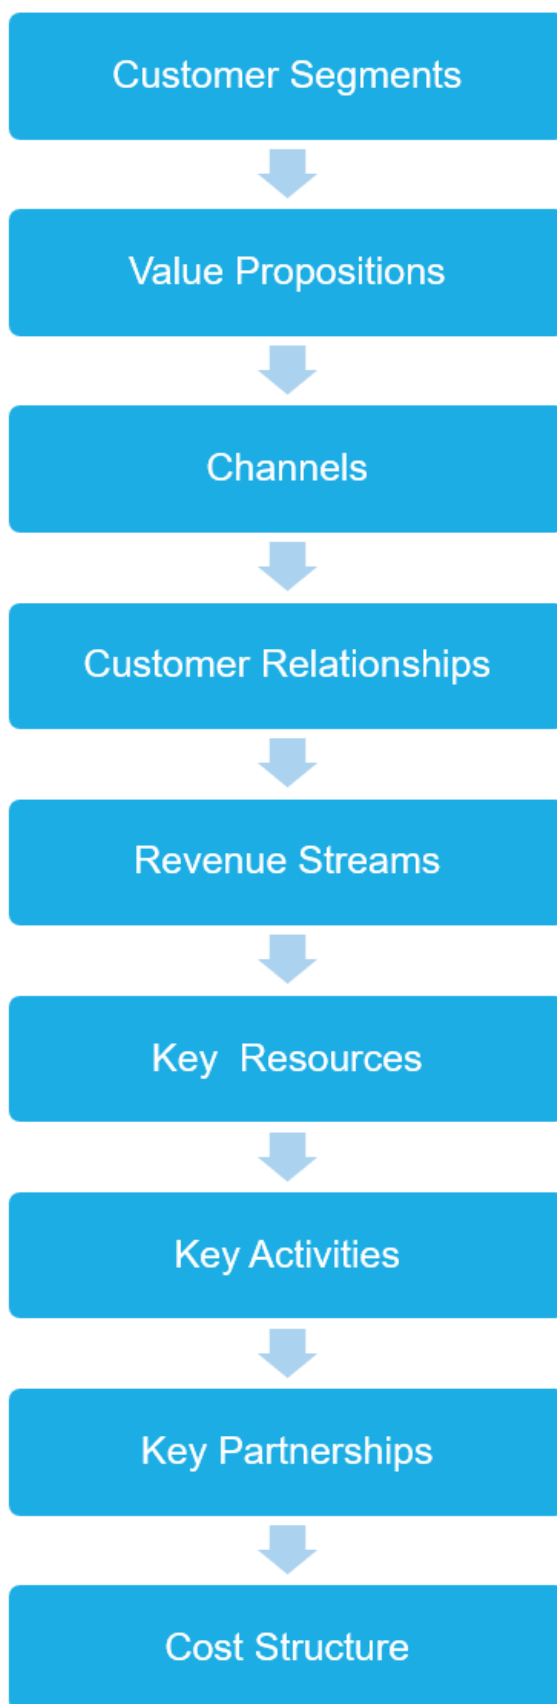 Customer Segments
Value Propositions
Channels
Customer Relationships
Revenue Streams
Key  Resources
Key Activities
Key Partnerships
Cost Structure